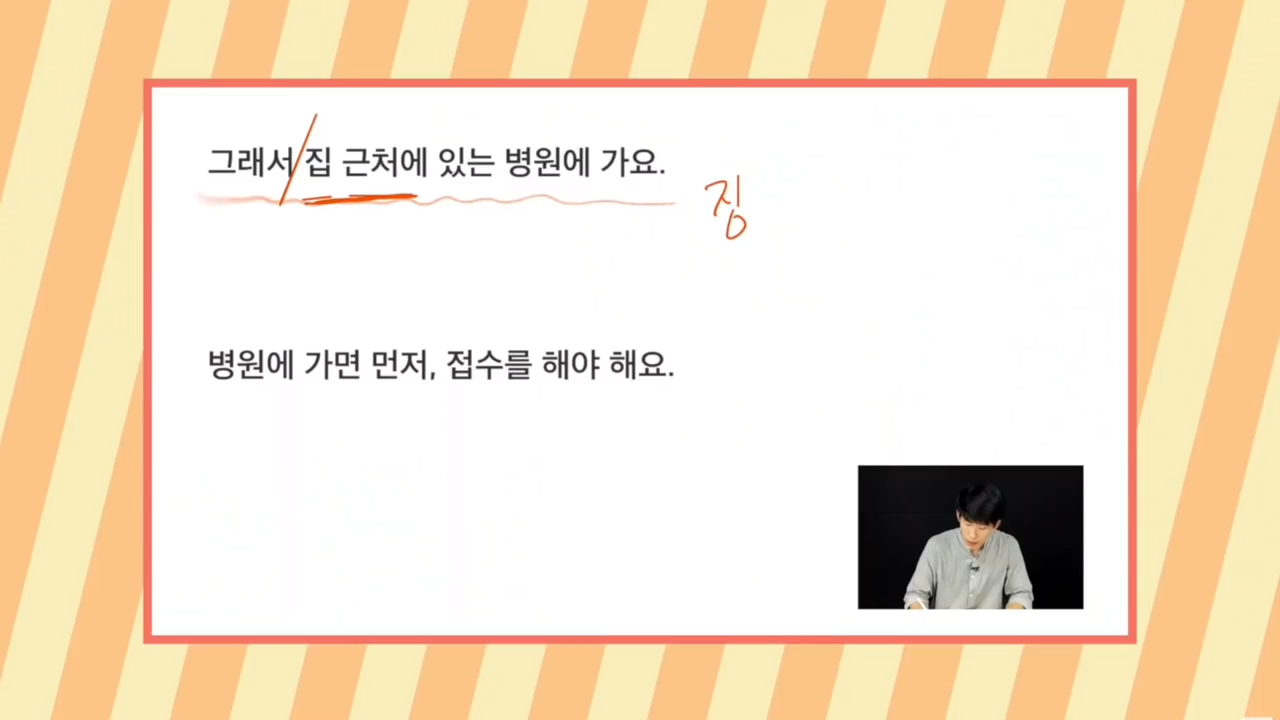 그래서 집 근처에 있는 병원에 가요.
징
병원에 가면 먼저, 접수를 해야 해요.